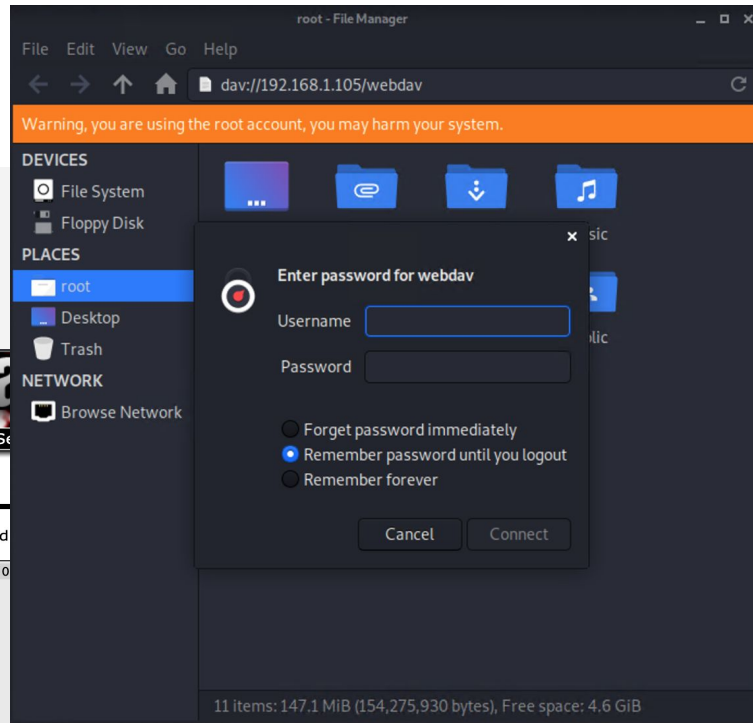 root - File Manager
File Edit View Go Help
dav://192.168.1.105/webdav
Warning, you are using the root account, you may harm your system.
DEVICES
File System
Floppy Disk
PLACES
root
Desktop
Trash
NETWORK
Browse Network
sic
lic
Enter password for webdav
Username
Password
Forget password immediately
Remember password until you logout
Remember forever
Cancel Connect
11 items: 147.1 MiB (154,275,930 bytes), Free space: 4.6 GiB
Se
d
0